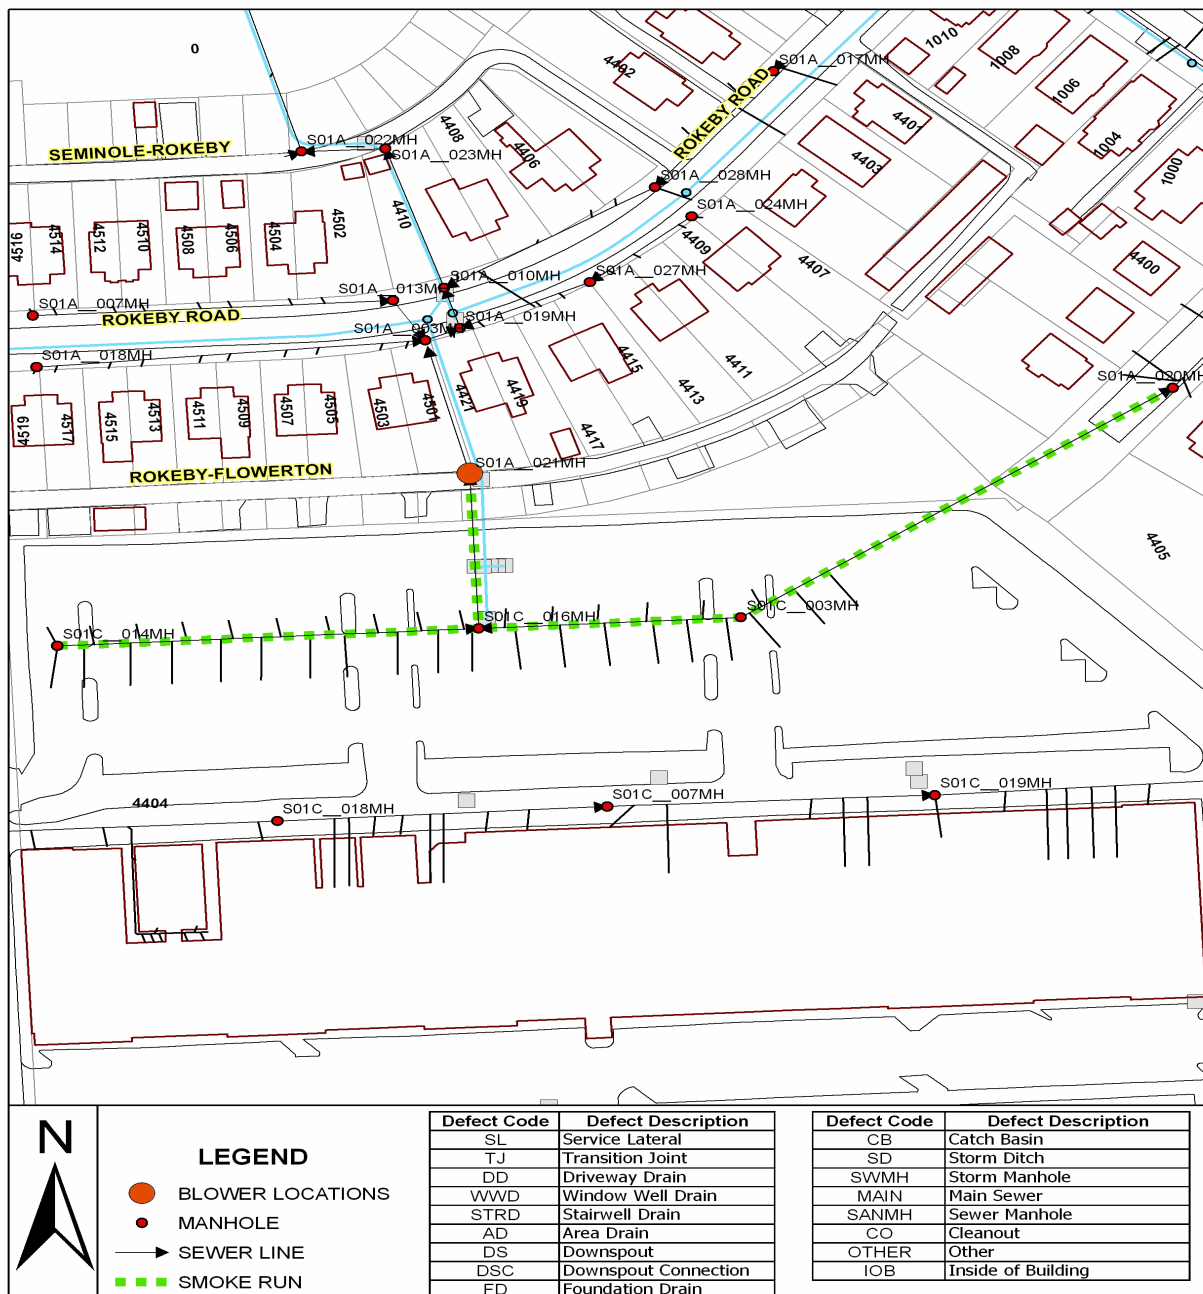 0
4402
S01A__017MH
1010
1008
1006
1004
1000
ROKEBY ROAD
4401
4403
SEMINOLE-ROKEBY
S01A__022MH
S01A__023MH
4408
4406
S01A__028MH
S01A__024MH
4410
4409
4407
4400
4516
4514
4512
4510
4508
4506
4504
4502
S01A__010MH
S01A__027MH
S01A__013MH
S01A__007MH
ROKEBY ROAD
S01A__019MH
S01A__003MH
S01A__018MH
S01A__020MH
4519
4517
4515
4513
4511
4509
4507
4505
4503
4501
4421
4419
4417
4415
4413
4411
ROKEBY-FLOWERTON
S01A__021MH
4405
S01C__014MH
S01C__016MH
S01C__003MH
4404
S01C__018MH
S01C__007MH
S01C__019MH
N
LEGEND
BLOWER LOCATIONS
MANHOLE
SEWER LINE
SMOKE RUN
Defect Code Defect Description
SL Service Lateral
TJ Transition Joint
DD Driveway Drain
WWD Window Well Drain
STRD Stairwell Drain
AD Area Drain
DS Downspout
DSC Downspout Connection
FD Foundation Drain
Defect Code Defect Description
CB Catch Basin
SD Storm Ditch
SWMH Storm Manhole
MAIN Main Sewer
SANMH Sewer Manhole
CO Cleanout
OTHER Other
IOB Inside of Building